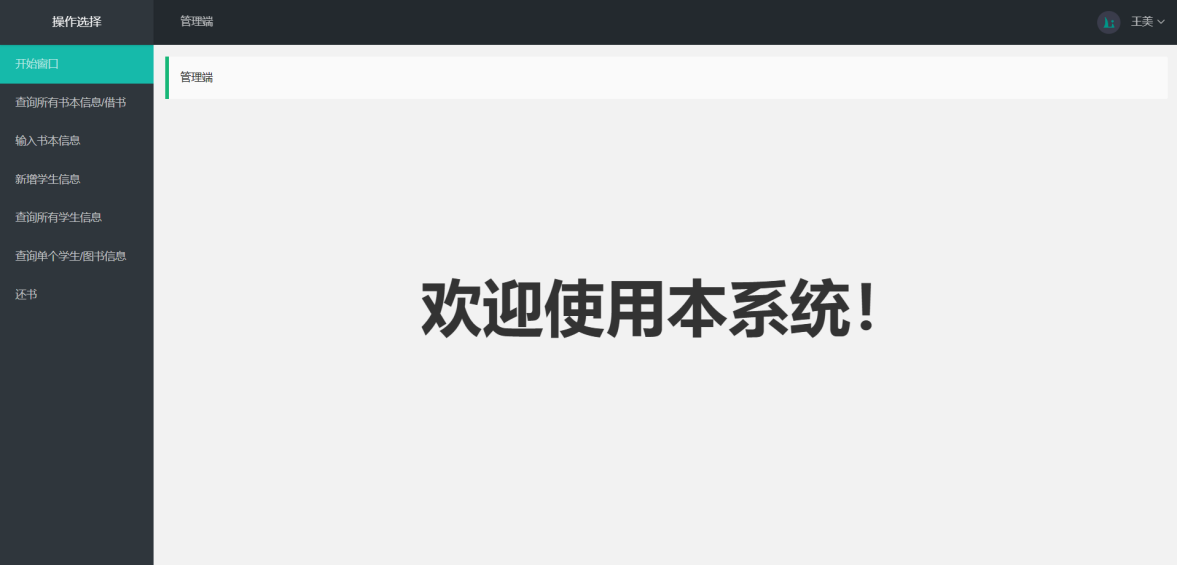 操作选择
管理端
王美
开始窗口
查询所有书本信息/借书
输入书本信息
新增学生信息
查询所有学生信息
查询单个学生/图书信息
还书
管理端
欢迎使用本系统!